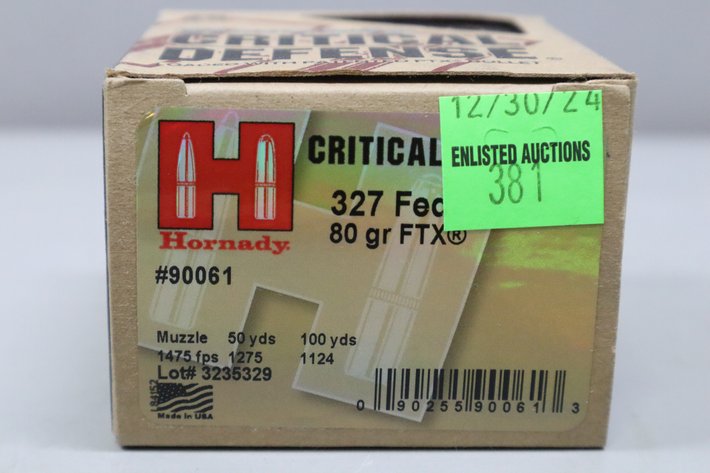 CRITICAL
DEFENSE®
12/30/24
ENLISTED AUCTIONS
381
H
Hornady®
CRITICAL
327 Fed
80 gr FTX®
#90061
Muzzle 50 yds 100 yds
1475 fps 1275 1124
Lot# 3235329
L84152
Made in USA
0 90255 90061 3